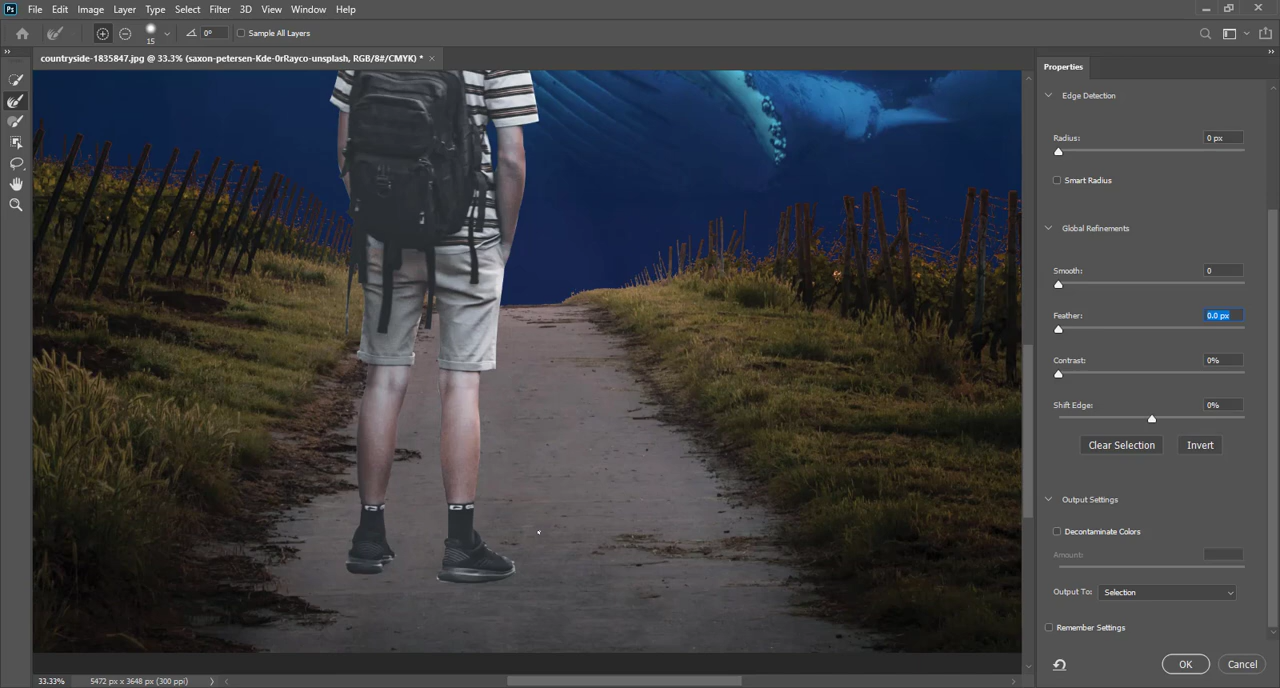 Ps File Edit Image Layer Type Select Filter 3D View Window Help
15 0° Sample All Layers
countryside-1835847.jpg @ 33.3% (saxon-petersen-Kde-0rRayco-unsplash, RGB/8#/CMYK) *
Properties
Edge Detection
Radius: 0 px
Smart Radius
Global Refinements
Smooth: 0
Feather: 0.0 px
Contrast: 0%
Shift Edge: 0%
Clear Selection Invert
Output Settings
Decontaminate Colors
Amount:
Output To: Selection
Remember Settings
OK Cancel
33.33% 5472 px x 3648 px (300 ppi)